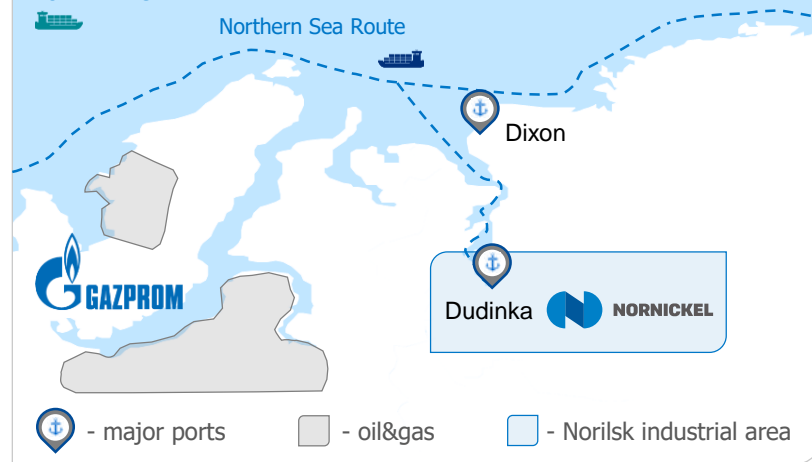 Northern Sea Route
Dixon
GAZPROM
Dudinka
NORNICKEL
- major ports
- oil&gas
- Norilsk industrial area